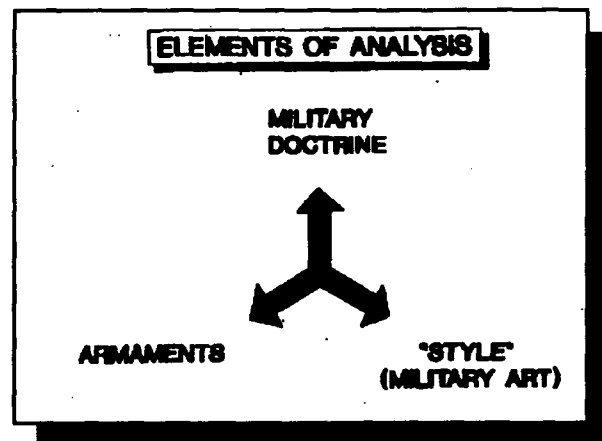 ELEMENTS OF ANALYSIS
MILITARY
DOCTRINE
ARMAMENTS
"STYLE"
(MILITARY ART)